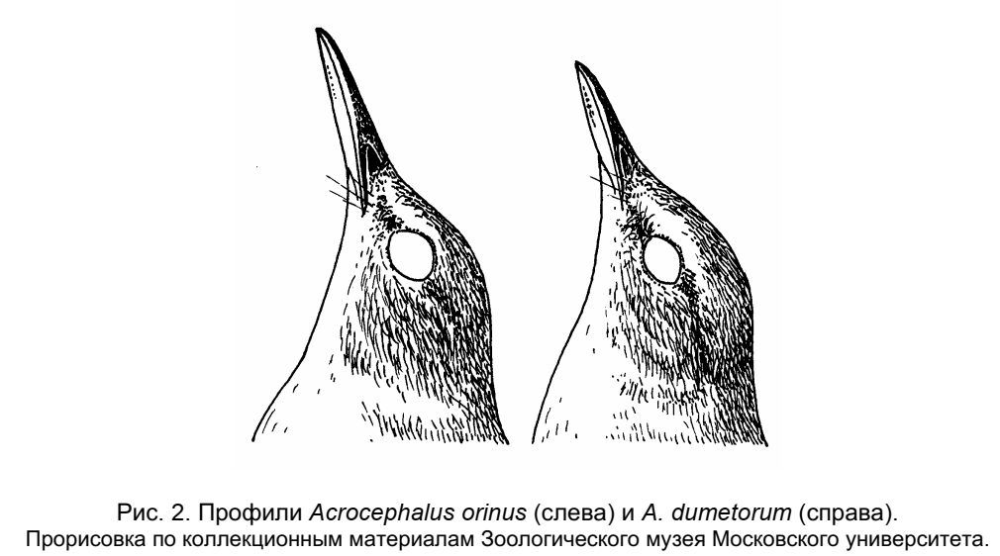 Рис. 2. Профили Acrocephalus orinus (слева) и A. dumetorum (справа).
Прорисовка по коллекционным материалам Зоологического музея Московского университета.